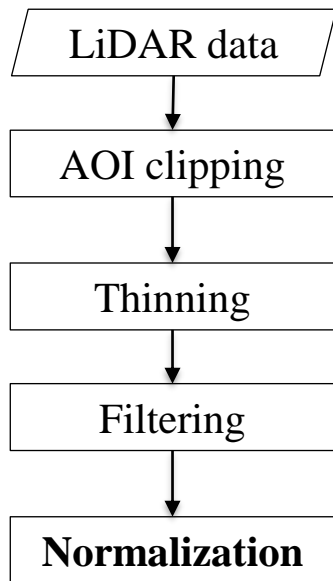 LiDAR data
AOI clipping
Thinning
Filtering
Normalization